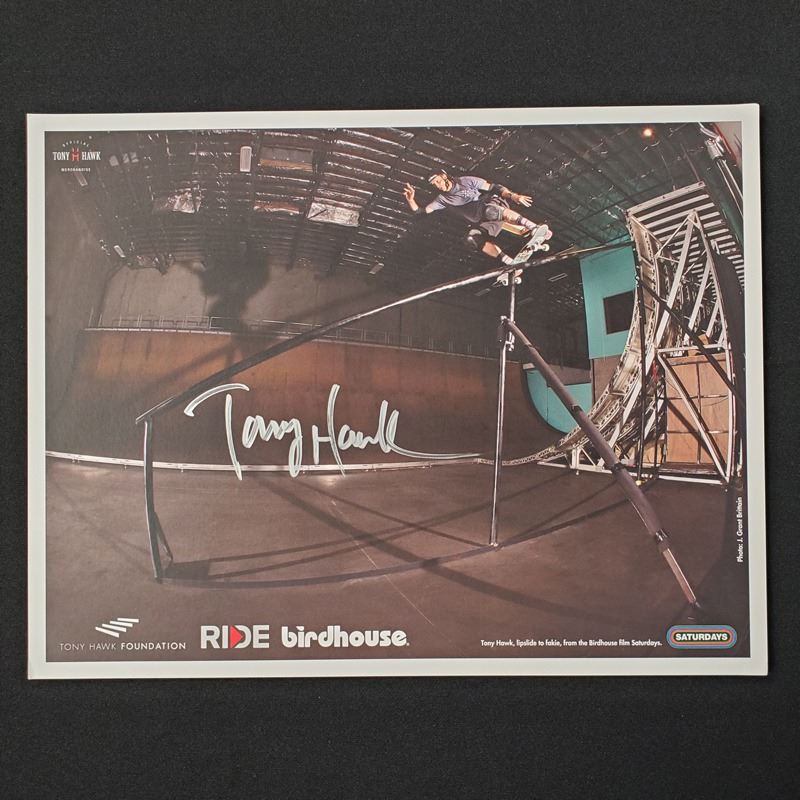 OFFICIAL
TONY HAWK
MERCHANDISE
Tony Hawk
Photo: J. Grant Brittain
TONY HAWK FOUNDATION
RIDE
birdhouse®
Tony Hawk, lipslide to fakie, from the Birdhouse film Saturdays.
SATURDAYS